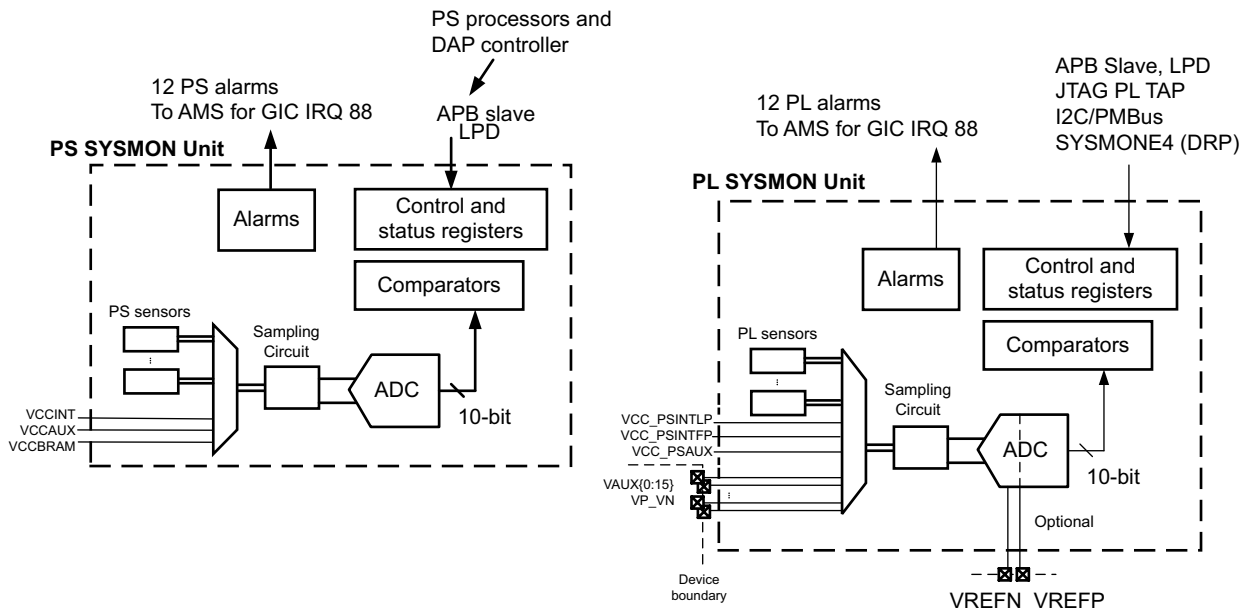 PS processors and
DAP controller
12 PS alarms
To AMS for GIC IRQ 88
APB slave
LPD
PS SYSMON Unit
Alarms
Control and
status registers
Comparators
PS sensors
Sampling
Circuit
ADC
10-bit
VCCINT
VCCAUX
VCCBRAM
APB Slave, LPD
JTAG PL TAP
I2C/PMBus
SYSMONE4 (DRP)
12 PL alarms
To AMS for GIC IRQ 88
PL SYSMON Unit
Alarms
Control and
status registers
Comparators
PL sensors
Sampling
Circuit
ADC
10-bit
VCC_PSINTLP
VCC_PSINTFP
VCC_PSAUX
VAUX{0:15}
VP_VN
Optional
Device
boundary
VREFN VREFP